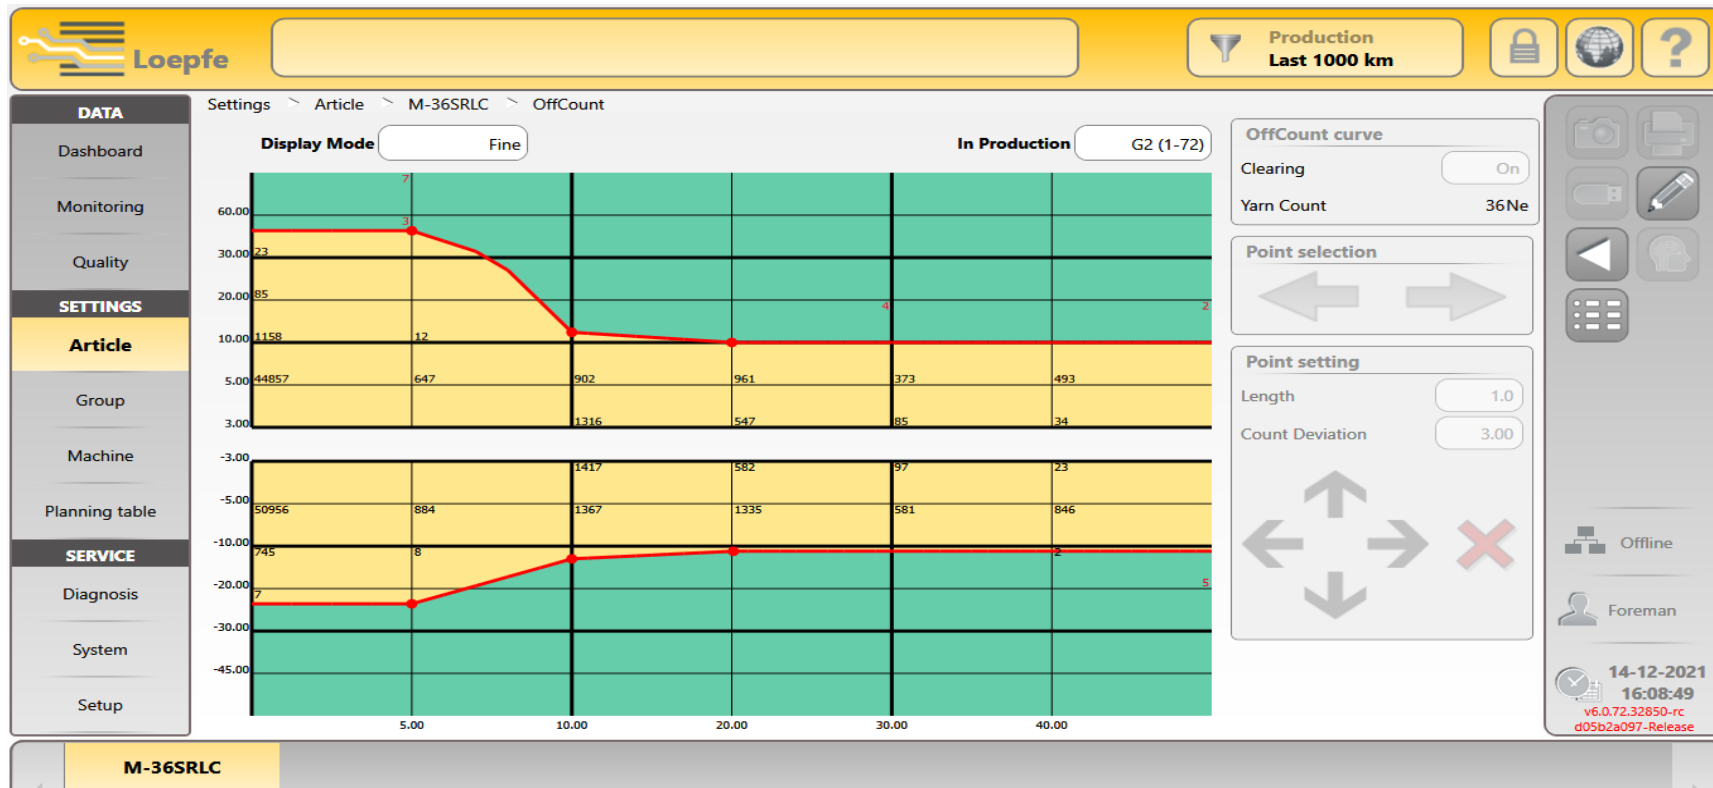 Loepfe
Production
Last 1000 km
?
DATA
Dashboard
Monitoring
Quality
SETTINGS
Article
Group
Machine
Planning table
SERVICE
Diagnosis
System
Setup
Settings > Article > M-36SRLC > OffCount
Display Mode Fine
In Production G2 (1-72)
7
60.00 3
30.00 23
20.00 85 4 2
10.00 1158 12
5.00 44857 647 902 961 373 493
3.00 1316 547 85 34
-3.00 1417 582 97 23
-5.00 50956 884 1367 1335 581 846
-10.00 745 8 2
-20.00 7 5
-30.00
-45.00
5.00 10.00 20.00 30.00 40.00
OffCount curve
Clearing On
Yarn Count 36Ne
Point selection
Point setting
Length 1.0
Count Deviation 3.00
Offline
Foreman
14-12-2021
16:08:49
v6.0.72.32850-rc
d05b2a097-Release
M-36SRLC